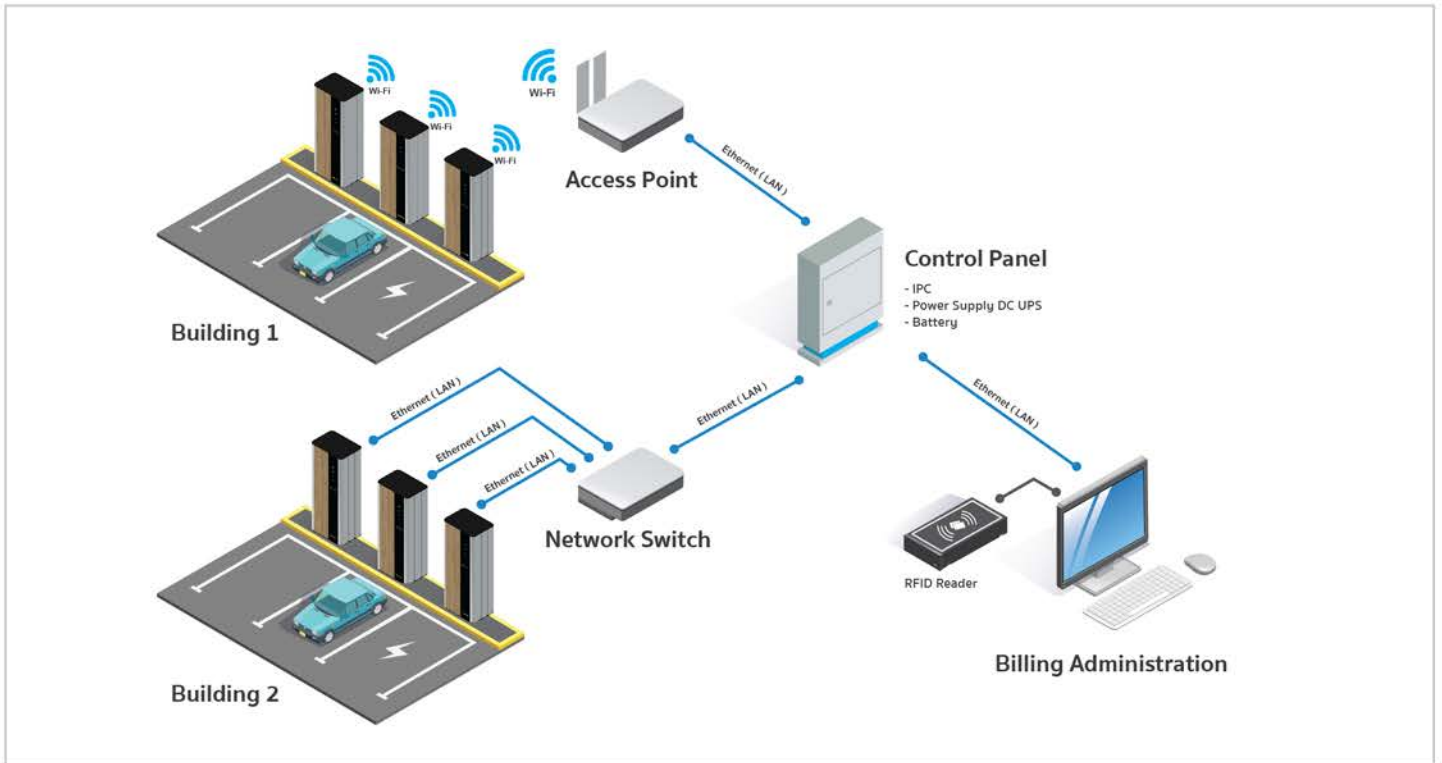 Wi-Fi
Wi-Fi
Wi-Fi
Wi-Fi
Access Point
Ethernet ( LAN )
Building 1
Control Panel
- IPC
- Power Supply DC UPS
- Battery
Ethernet ( LAN )
Ethernet ( LAN )
Ethernet ( LAN )
Ethernet ( LAN )
Ethernet ( LAN )
Network Switch
RFID Reader
Building 2
Billing Administration